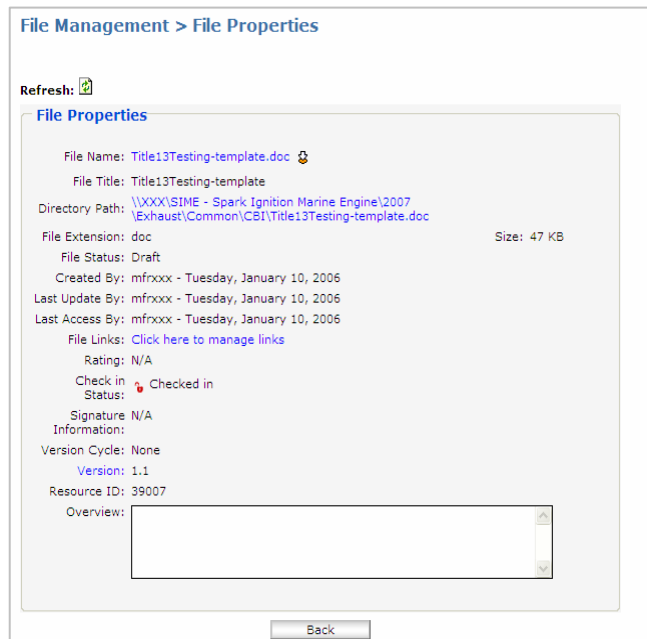 File Management > File Properties
Refresh:
File Properties
File Name: Title13Testing-template.doc
File Title: Title13Testing-template
Directory Path: \\XXX\SIME - Spark Ignition Marine Engine\2007
\Exhaust\Common\CBI\Title13Testing-template.doc
File Extension: doc Size: 47 KB
File Status: Draft
Created By: mfrxxx - Tuesday, January 10, 2006
Last Update By: mfrxxx - Tuesday, January 10, 2006
Last Access By: mfrxxx - Tuesday, January 10, 2006
File Links: Click here to manage links
Rating: N/A
Check in
Status: Checked in
Signature
Information: N/A
Version Cycle: None
Version: 1.1
Resource ID: 39007
Overview:
Back